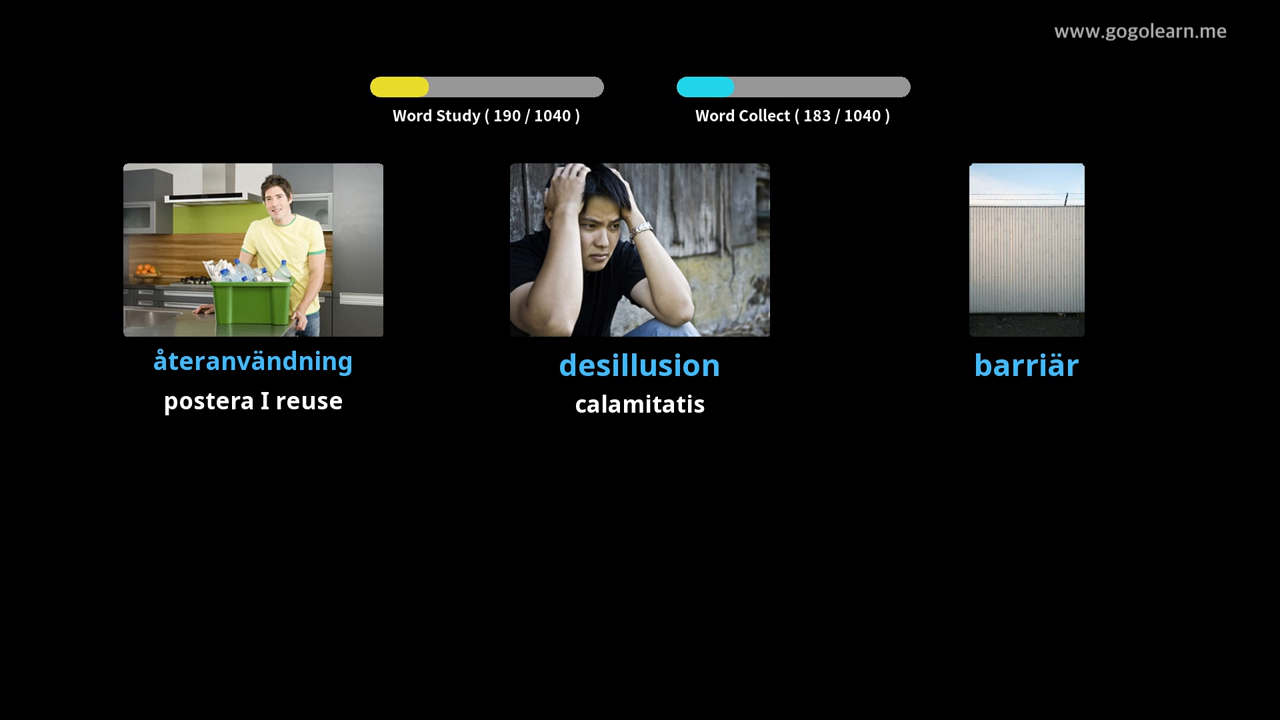 www.gogolearn.me
Word Study ( 190 / 1040 )
Word Collect ( 183 / 1040 )
återanvändning
postera I reuse
desillusion
calamitatis
barriär